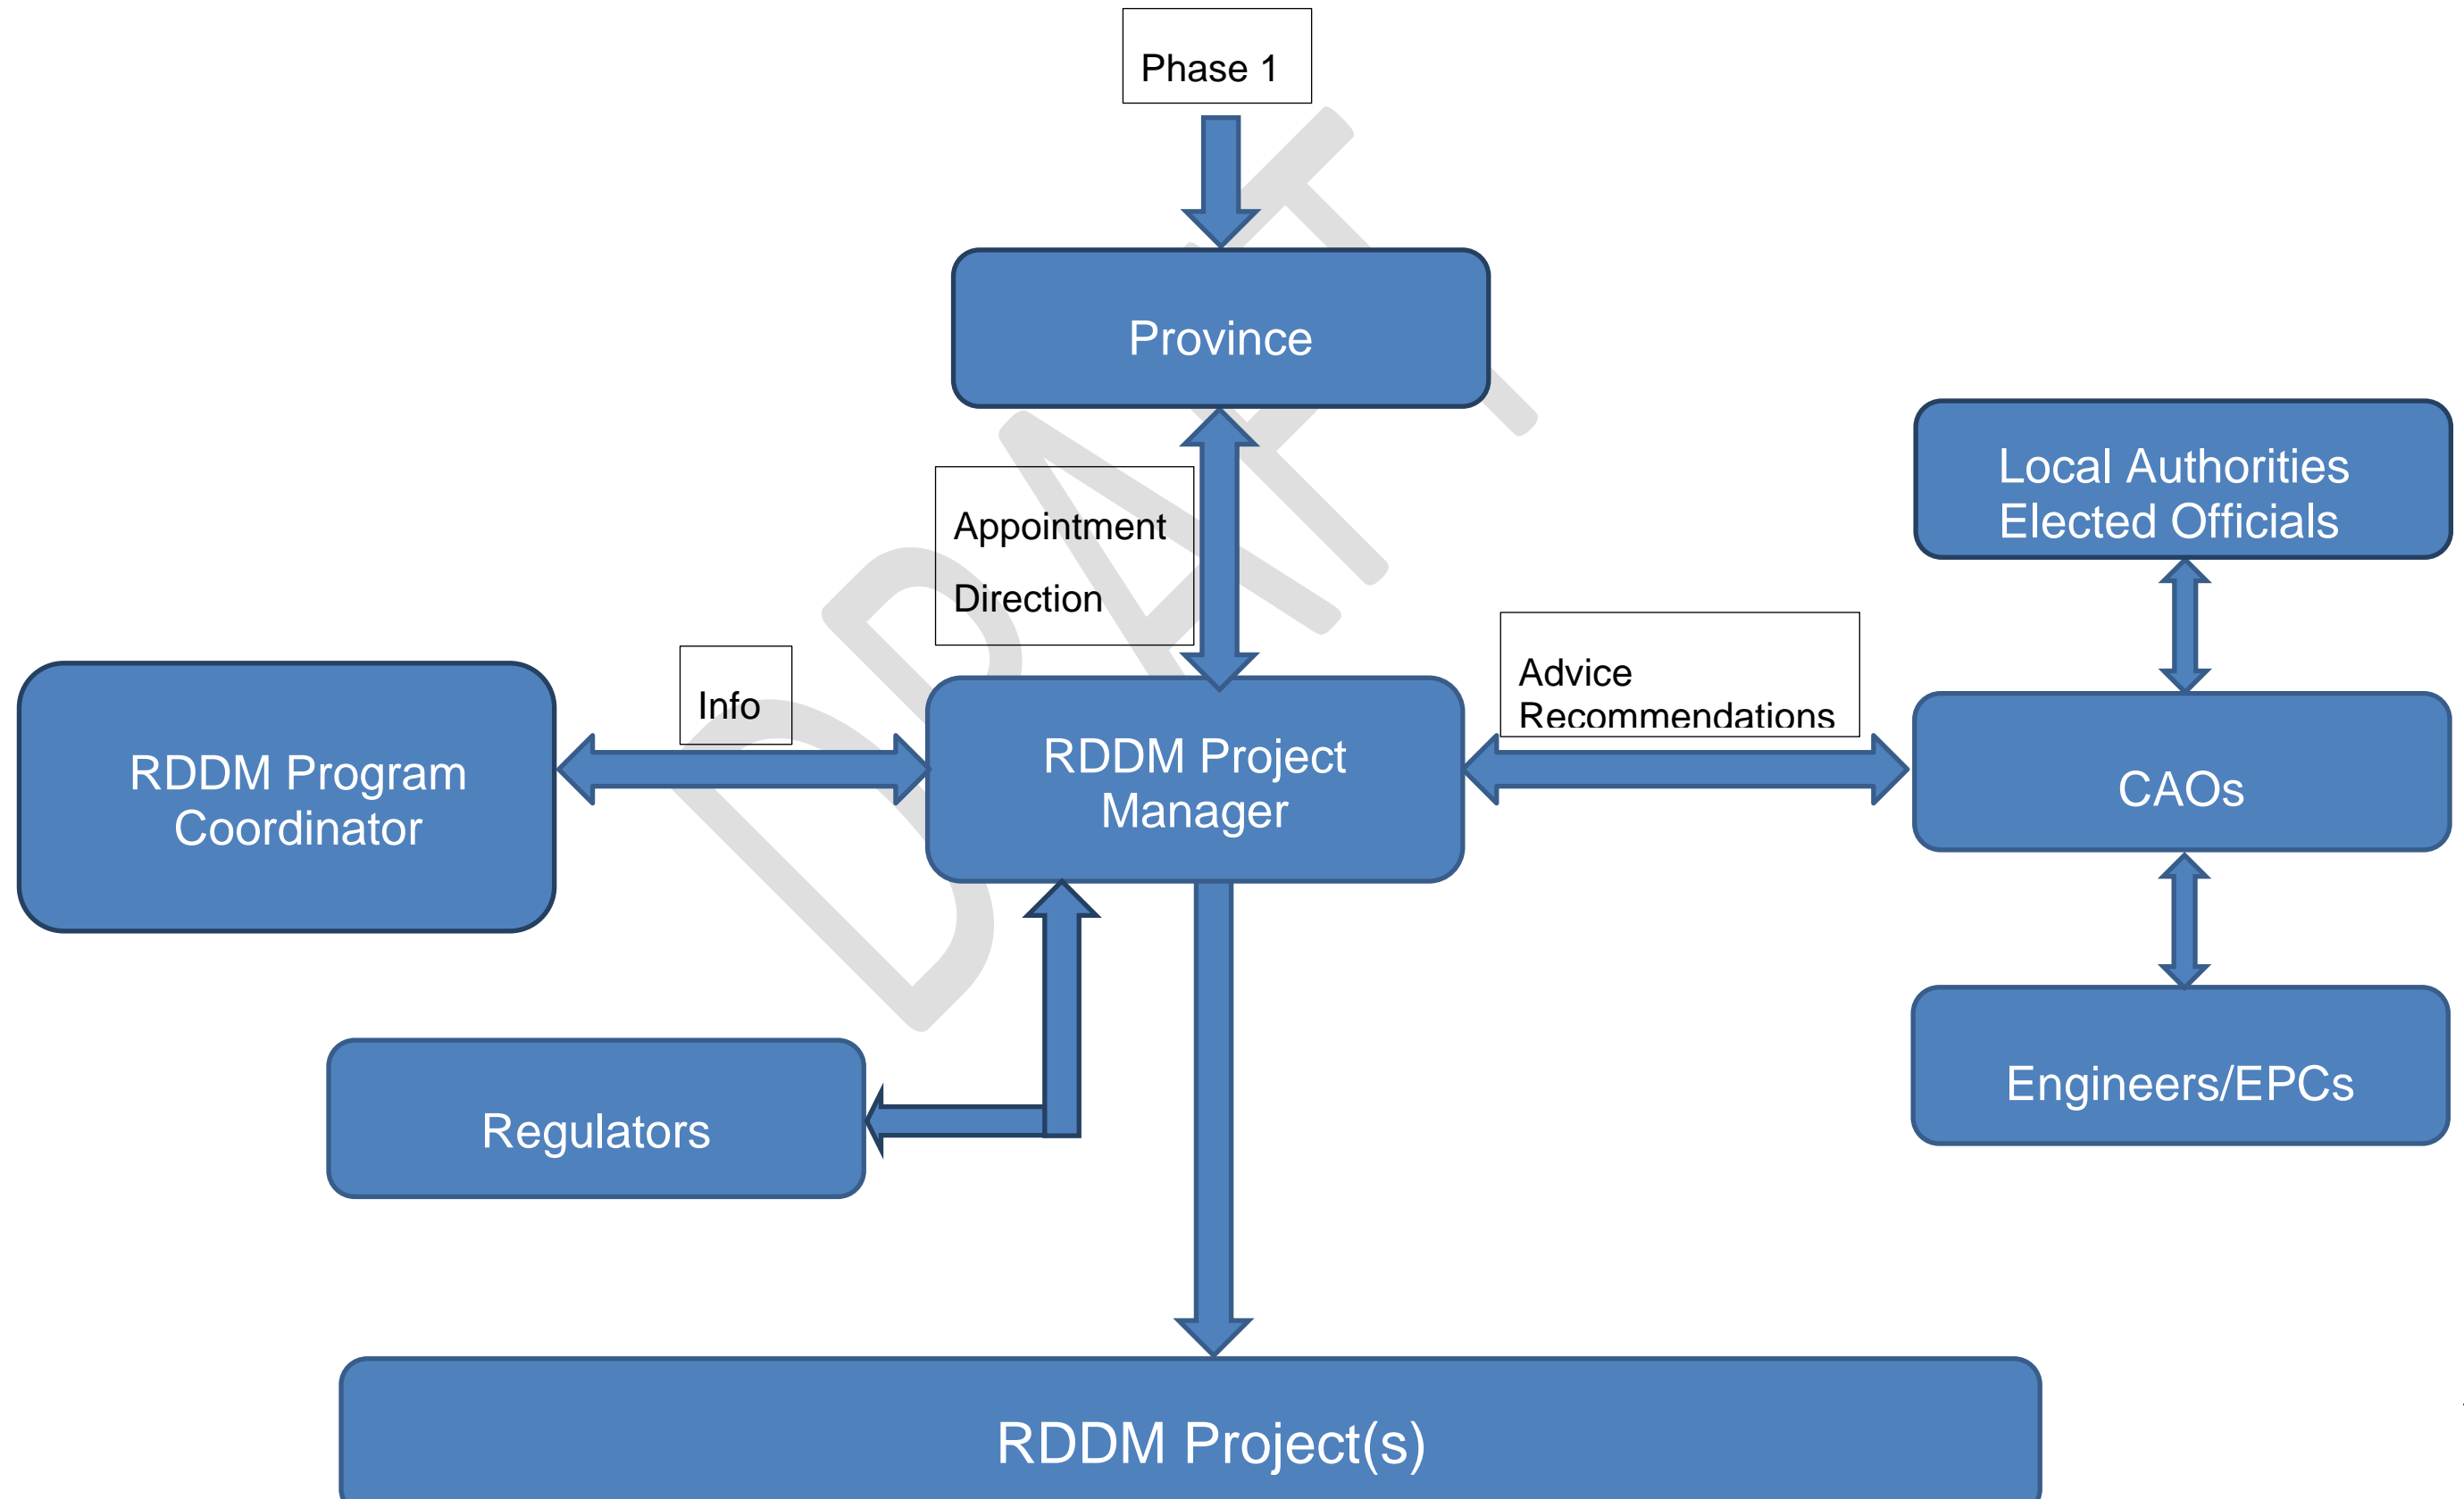 Phase 1
Province
Local Authorities
Elected Officials
Appointment
Direction
Advice
Recommendations
Info
RDDM Program
Coordinator
RDDM Project
Manager
CAOs
Engineers/EPCs
Regulators
RDDM Project(s)
DRAFT